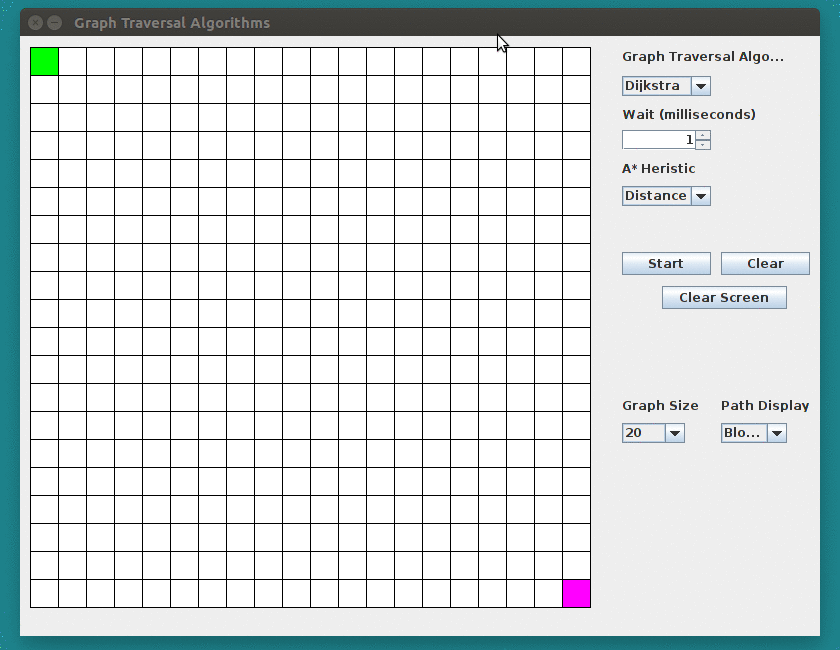 Graph Traversal Algorithms
Graph Traversal Algo...
Dijkstra
Wait (milliseconds)
1
A* Heristic
Distance
Start Clear
Clear Screen
Graph Size Path Display
20 Blo...